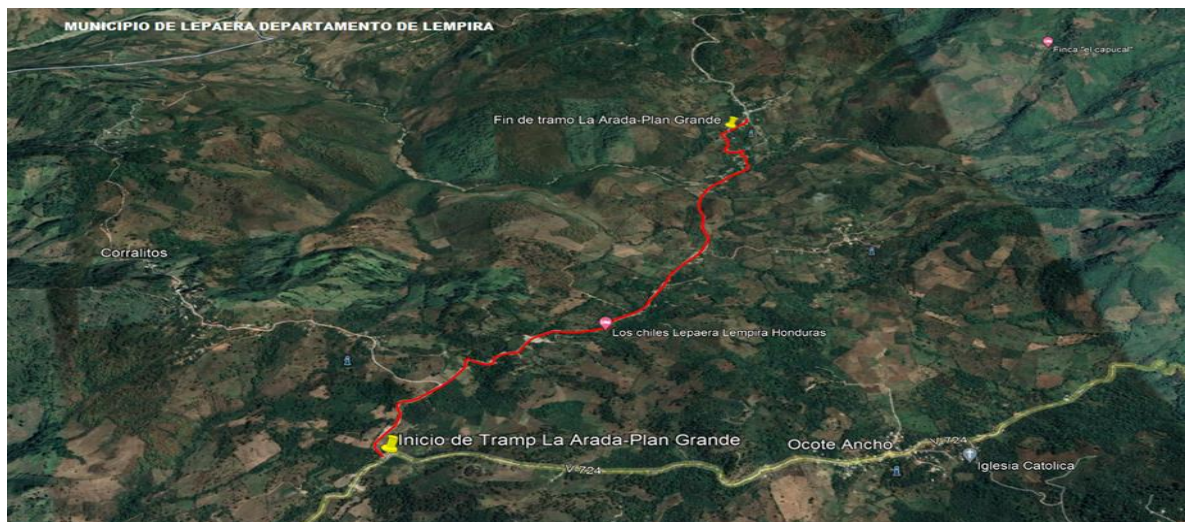 MUNICIPIO DE LEPAERA DEPARTAMENTO DE LEMPIRA
Finca "el capucal"
Fin de tramo La Arada-Plan Grande
Corralitos
Los chiles Lepaera Lempira Honduras
Inicio de Tramp La Arada-Plan Grande
Ocote Ancho
V 724
V 724
Iglesia Catolica